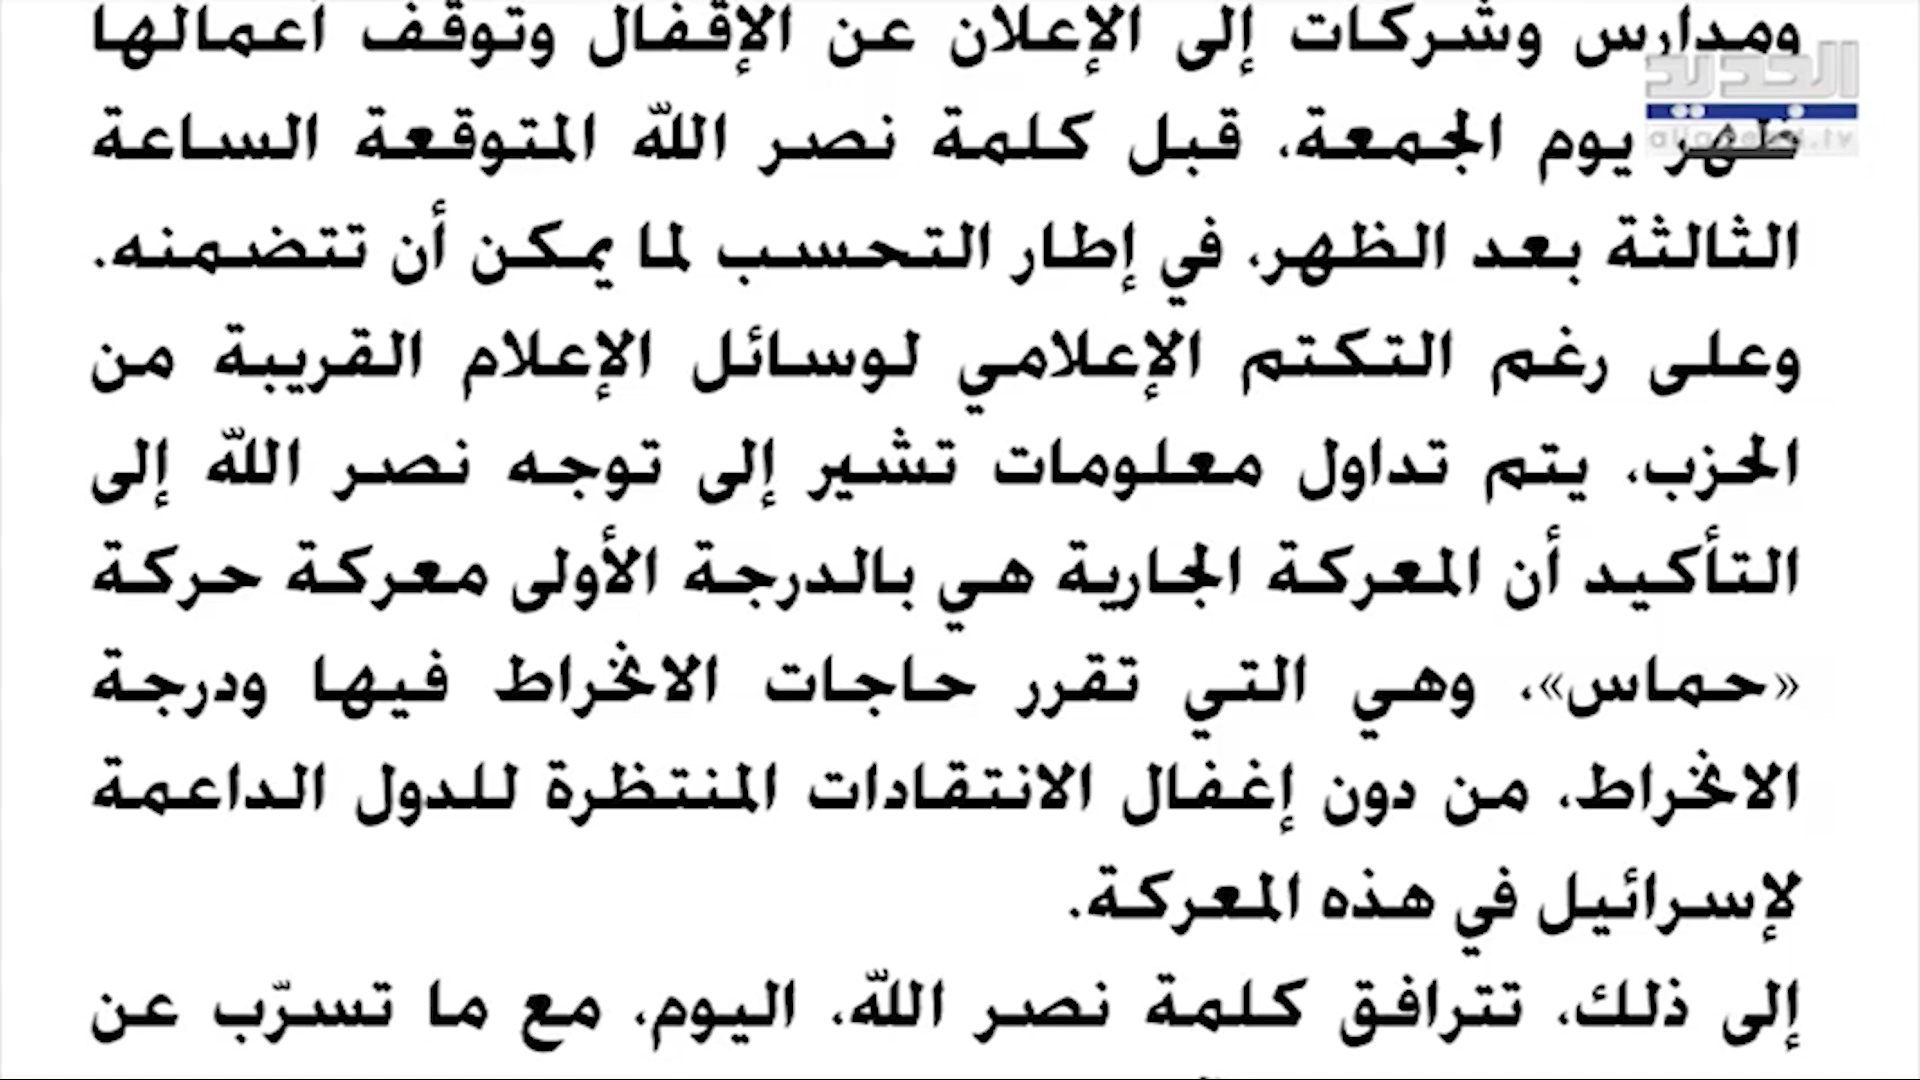 ومدارس وشركات إلى الإعلان عن الإقفال وتوقف أعمالها
الجديد
aljadeed.tv
ظهر يوم الجمعة، قبل كلمة نصر الله المتوقعة الساعة
الثالثة بعد الظهر، في إطار التحسب لما يمكن أن تتضمنه.
وعلى رغم التكتم الإعلامي لوسائل الإعلام القريبة من
الحزب، يتم تداول معلومات تشير إلى توجه نصر الله إلى
التأكيد أن المعركة الجارية هي بالدرجة الأولى معركة حركة
«حماس»، وهي التي تقرر حاجات الانخراط فيها ودرجة
الانخراط، من دون إغفال الانتقادات المنتظرة للدول الداعمة
لإسرائيل في هذه المعركة.
إلى ذلك، تترافق كلمة نصر الله، اليوم، مع ما تسرّب عن